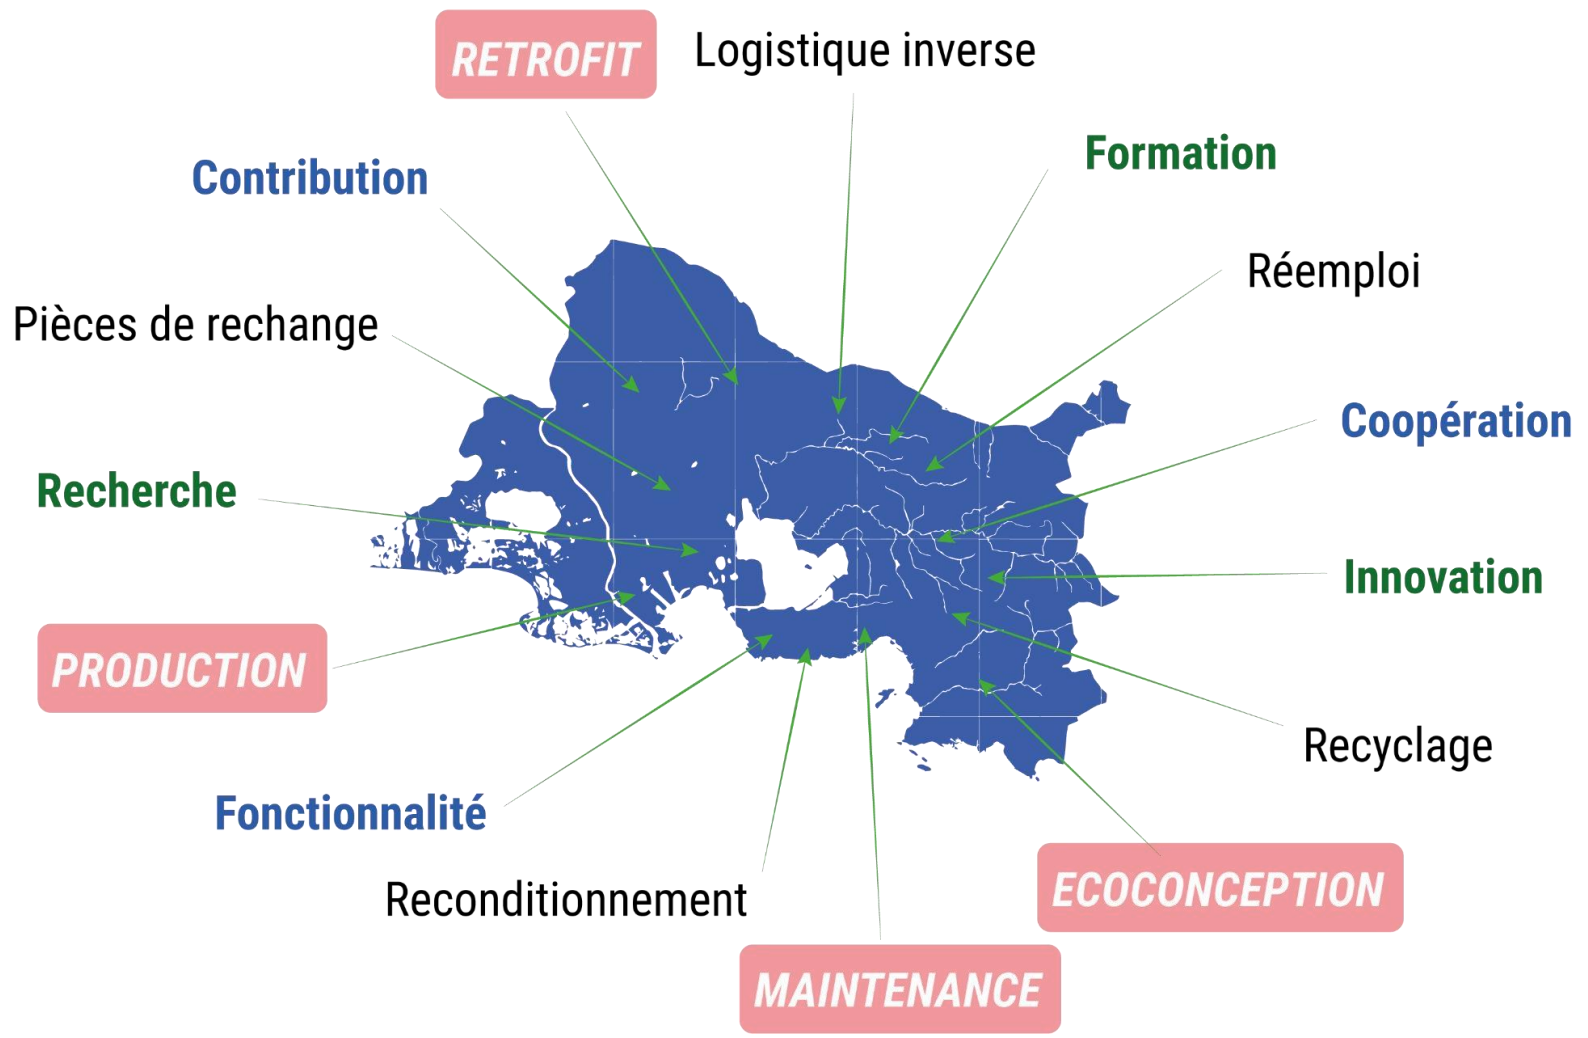 RETROFIT
Logistique inverse
Formation
Contribution
Réemploi
Pièces de rechange
Coopération
Recherche
Innovation
PRODUCTION
Recyclage
Fonctionnalité
ECOCONCEPTION
Reconditionnement
MAINTENANCE